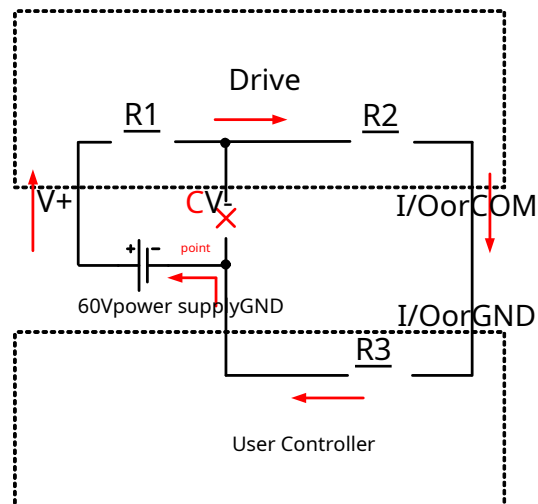 Drive
R1
R2
V+
CV-
I/OorCOM
+ -
point
60Vpower supplyGND
I/OorGND
R3
User Controller